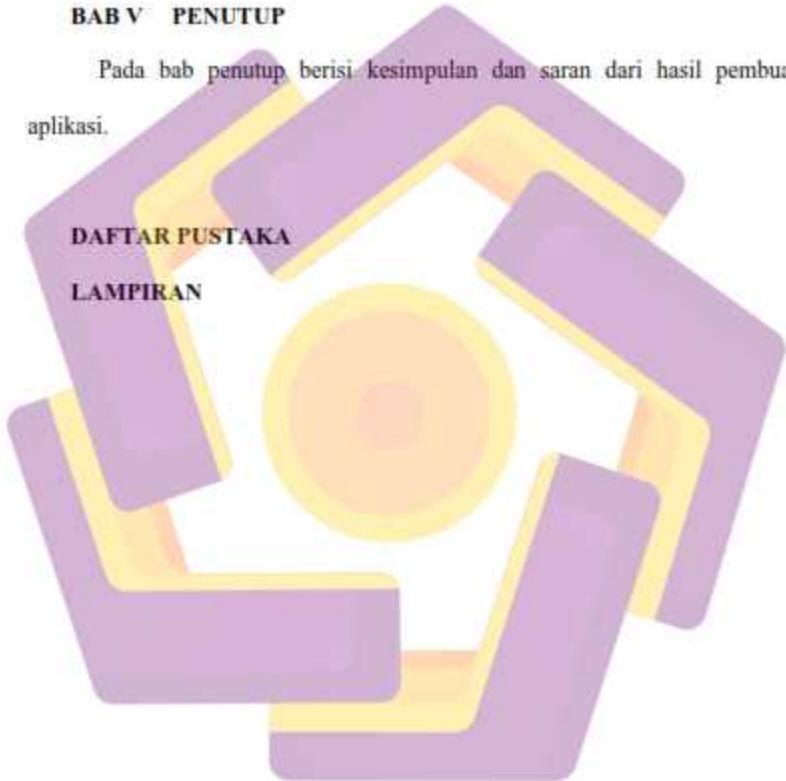 BAB V PENUTUP
Pada bab penutup berisi kesimpulan dan saran dari hasil
aplikasi.
DAFTAR PUSTAKA
LAMPIRAN